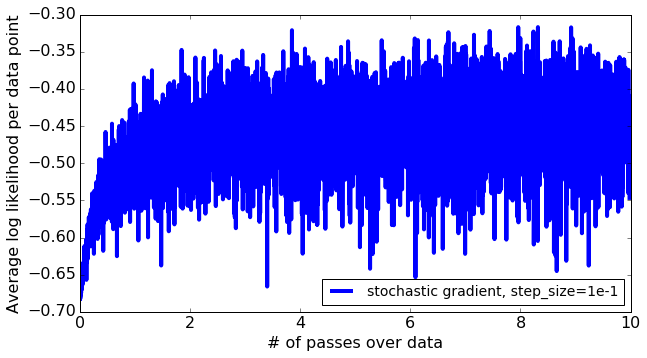 −0.30
−0.35
−0.40
−0.45
−0.50
−0.55
−0.60
−0.65
−0.70
Average log likelihood per data point
stochastic gradient, step_size=1e-1
0 2 4 6 8 10
# of passes over data